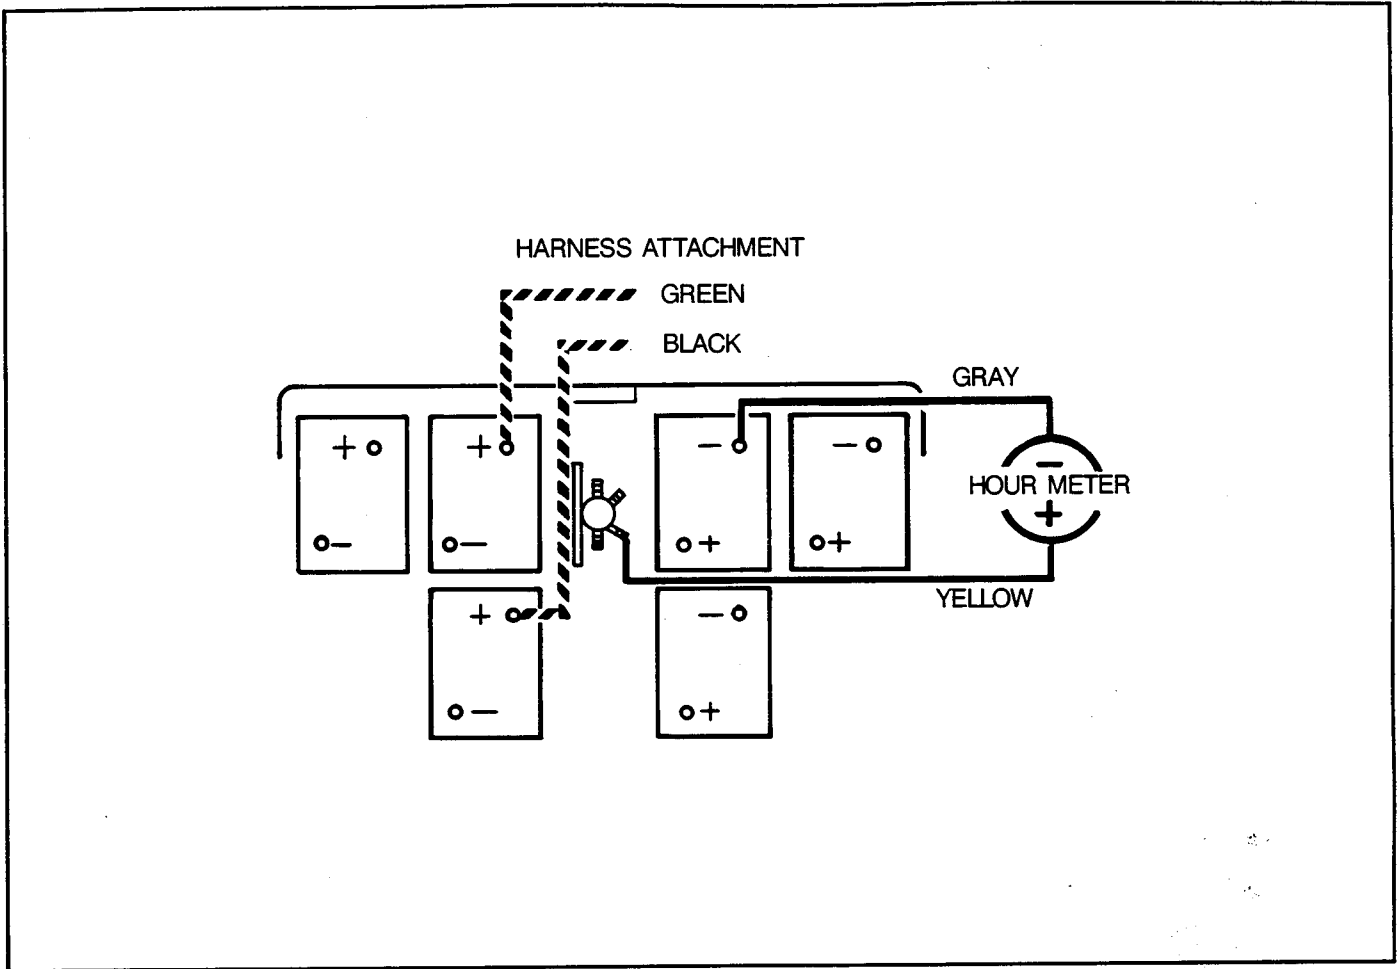 HARNESS ATTACHMENT
GREEN
BLACK
GRAY
+ + − −
−
HOUR METER
+
− − + +
YELLOW
+ −
− +